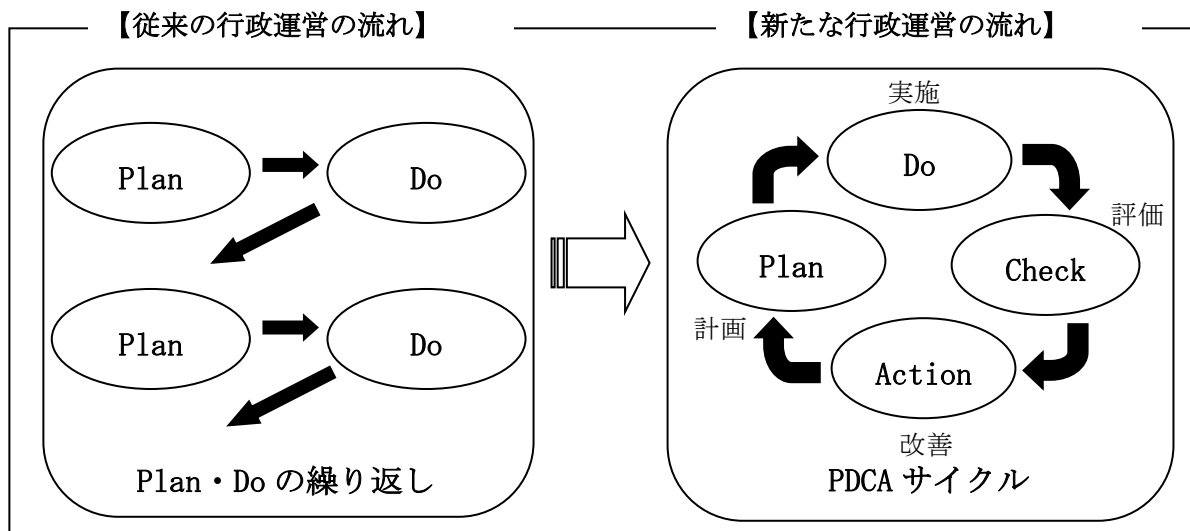 【従来の行政運営の流れ】
Plan
Do
Plan
Do
Plan・Do の繰り返し
【新たな行政運営の流れ】
実施
Do
評価
Check
Plan
計画
Action
改善
PDCA サイクル